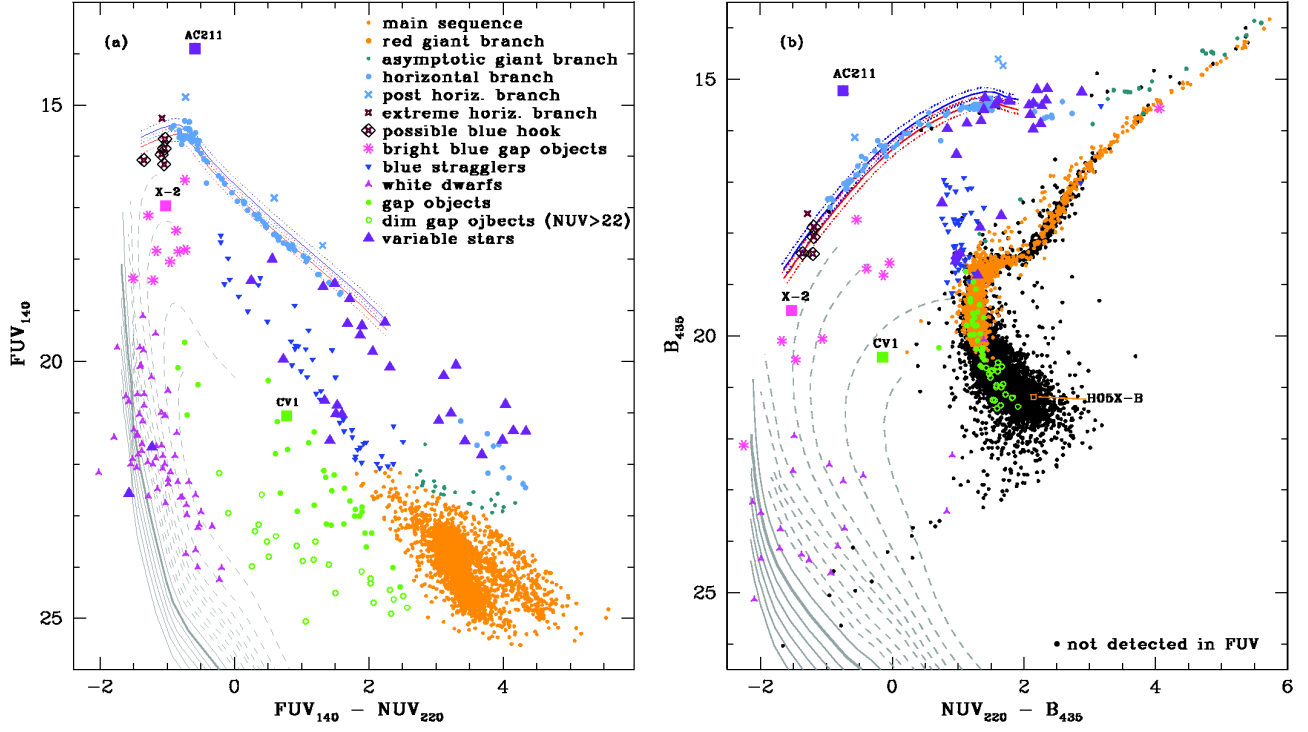 (a)
AC211
main sequence
red giant branch
asymptotic giant branch
horizontal branch
post horiz. branch
extreme horiz. branch
possible blue hook
bright blue gap objects
blue stragglers
white dwarfs
gap objects
dim gap ojbects (NUV>22)
variable stars
X-2
CV1
15
20
25
FUV140
-2
0
2
4
FUV140 - NUV220
(b)
AC211
X-2
CV1
H05X-B
not detected in FUV
15
20
25
B435
-2
0
2
4
6
NUV220 - B435